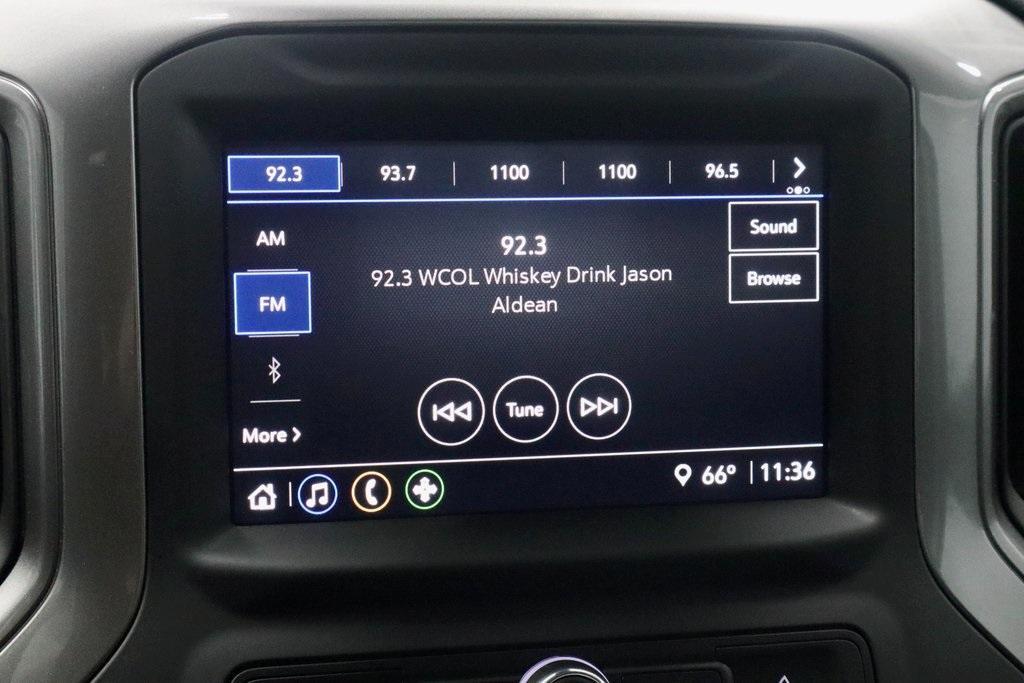 92.3 93.7 1100 1100 96.5
AM
FM
More
92.3
92.3 WCOL Whiskey Drink Jason
Aldean
Sound
Browse
Tune
66° 11:36